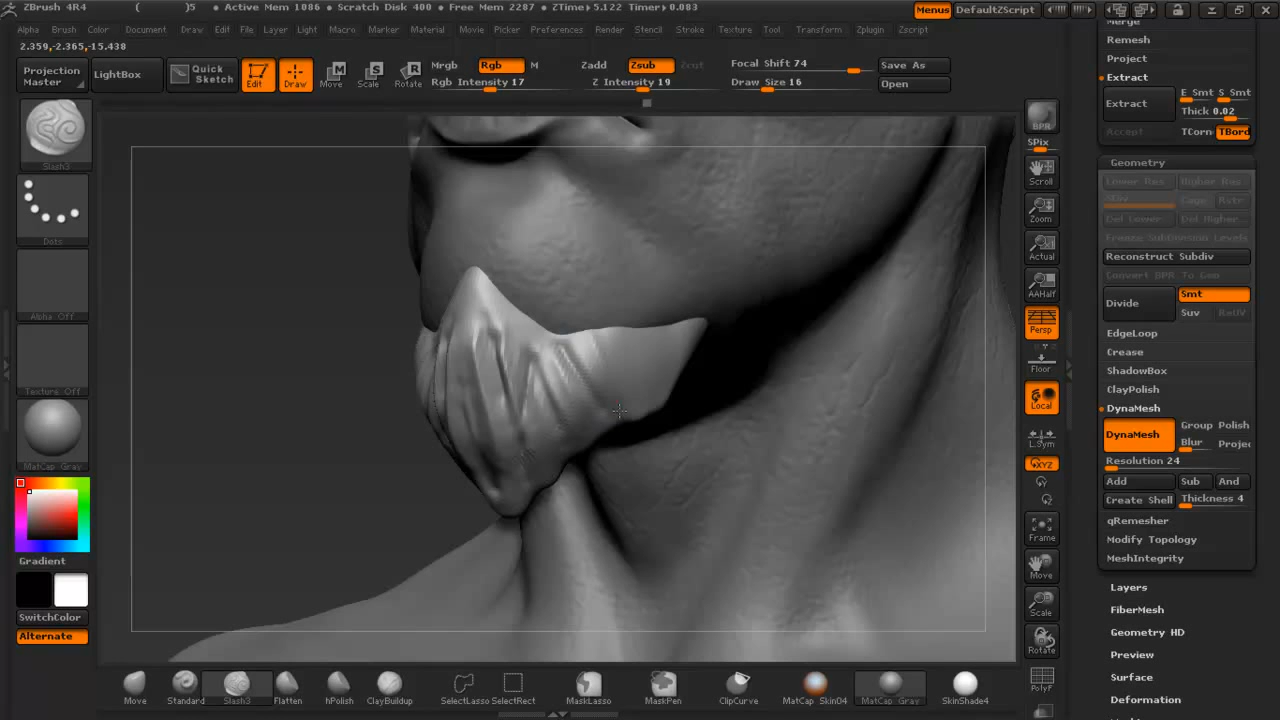 ZBrush 4R4 ( )5 • Active Mem 1086 • Scratch Disk 400 • Free Mem 2287 • ZTime▸5.122 Timer▸0.083 Menus DefaultZScript
Alpha Brush Color Document Draw Edit File Layer Light Macro Marker Material Movie Picker Preferences Render Stencil Stroke Texture Tool Transform Zplugin Zscript
2.359,-2.365,-15.438
Projection Master
LightBox
Quick Sketch
Edit
Draw
Move
Scale
Rotate
Mrgb Rgb M
Rgb Intensity 17
Zadd Zsub Zcut
Z Intensity 19
Focal Shift 74
Draw Size 16
Save As
Open
Slash3
Dots
Alpha Off
Texture Off
MatCap Gray
Gradient
SwitchColor
Alternate
BPR
SPix
Scroll
Zoom
Actual
AAHalf
Persp
Floor
Local
L.Sym
XYZ
Y
Z
Frame
Move
Scale
Rotate
PolyF
Merge
Remesh
Project
Extract
Extract E Smt S Smt
Thick 0.02
Accept TCorn TBord
Geometry
Lower Res Higher Res
SDiv Cage Rstr
Del Lower Del Higher
Freeze SubDivision Levels
Reconstruct Subdiv
Convert BPR To Geo
Divide Smt
Suv ReUV
EdgeLoop
Crease
ShadowBox
ClayPolish
DynaMesh
DynaMesh Group Polish
Blur Projec
Resolution 24
Add Sub And
Create Shell Thickness 4
qRemesher
Modify Topology
MeshIntegrity
Layers
FiberMesh
Geometry HD
Preview
Surface
Deformation
Move Standard Slash3 Flatten hPolish ClayBuildup SelectLasso SelectRect MaskLasso MaskPen ClipCurve MatCap Skin04 MatCap Gray SkinShade4